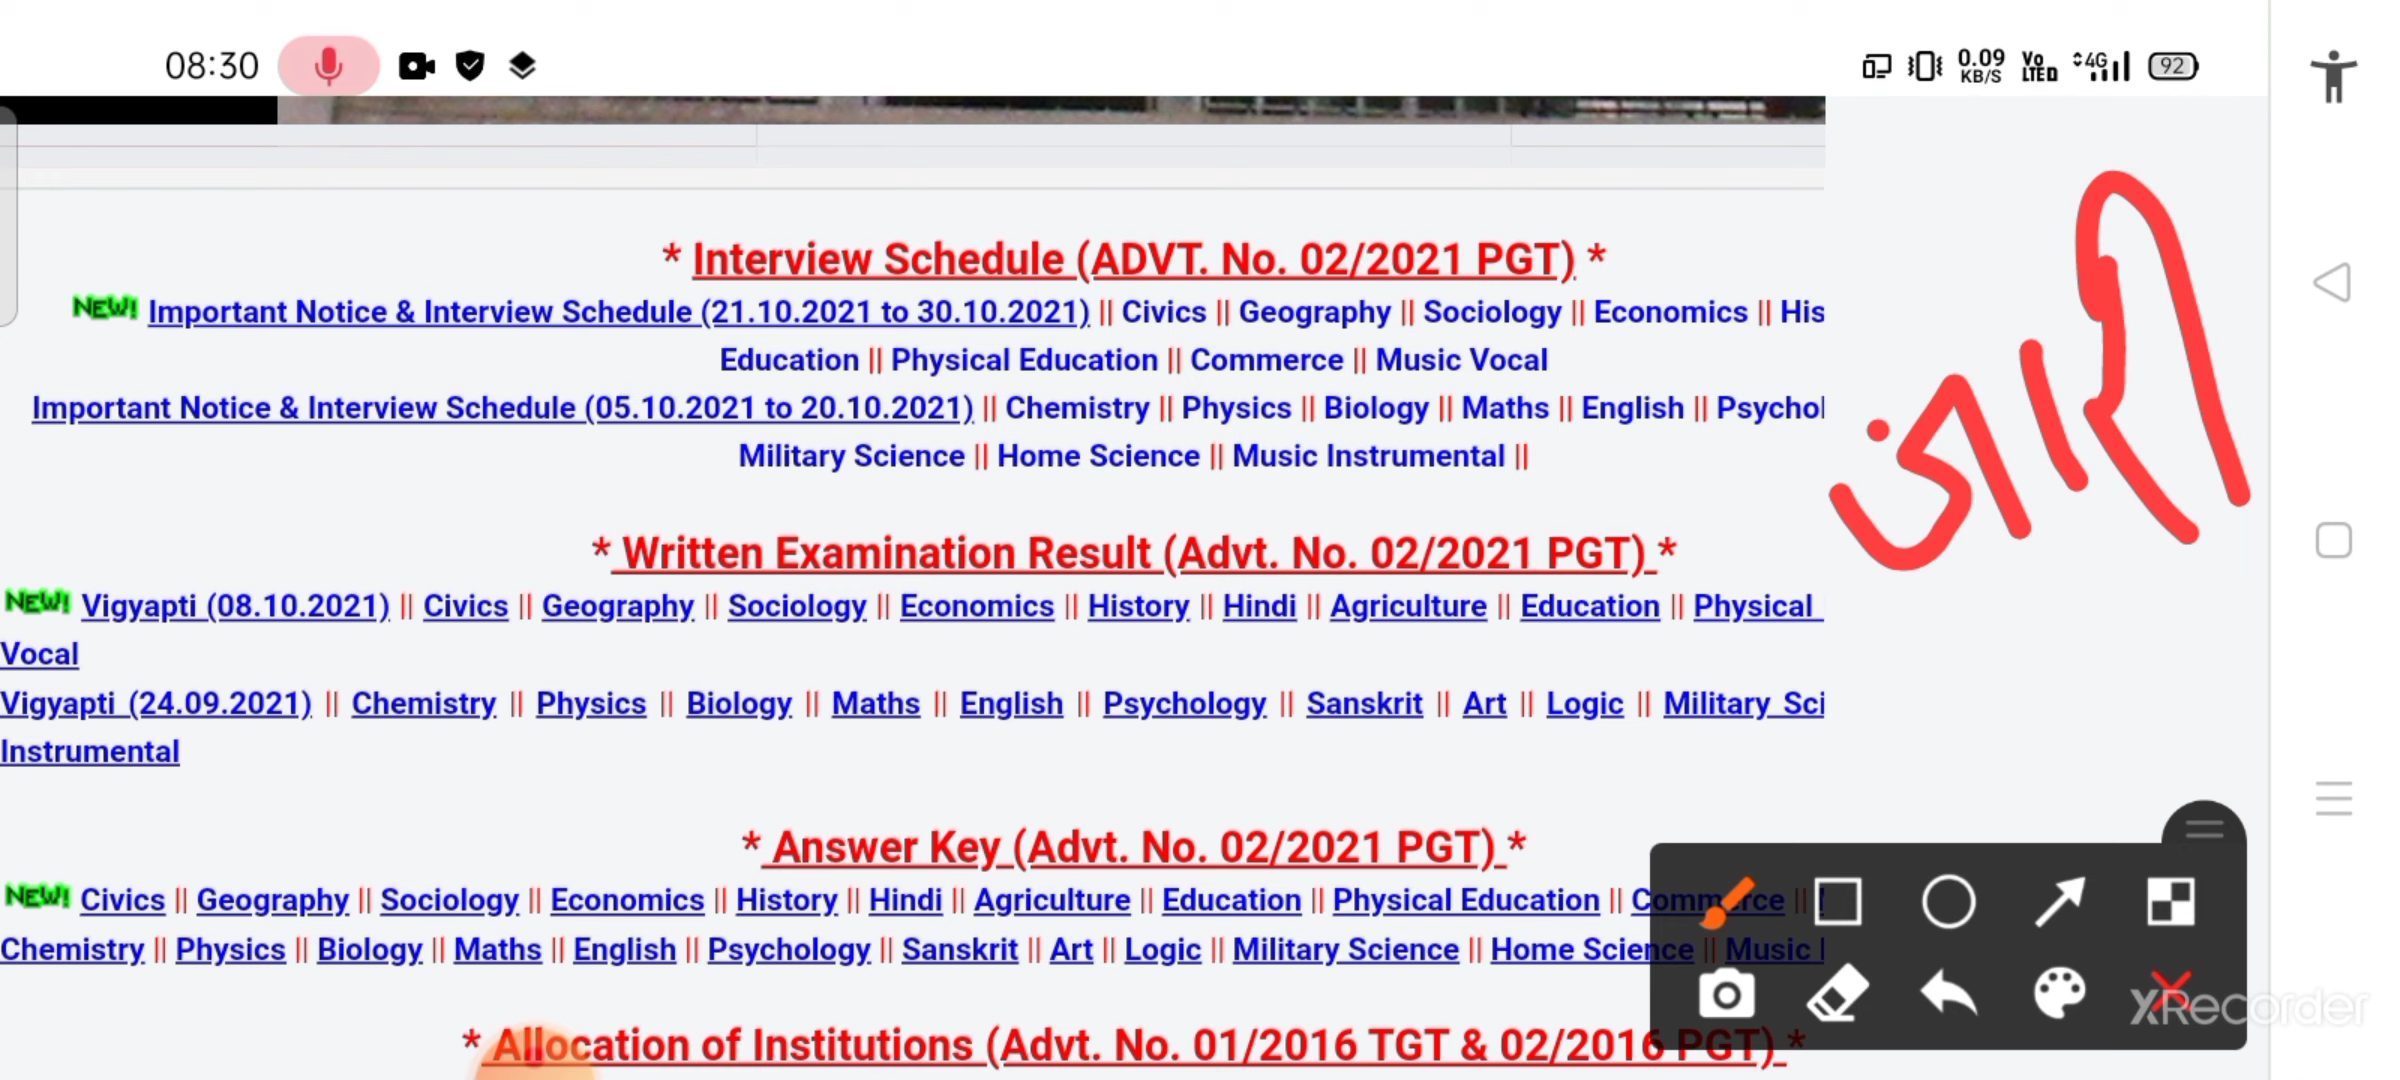 08:30
0.09
KB/S
Vo
LTED
4G
92
* Interview Schedule (ADVT. No. 02/2021 PGT) *
NEW! Important Notice & Interview Schedule (21.10.2021 to 30.10.2021) || Civics || Geography || Sociology || Economics || His
Education || Physical Education || Commerce || Music Vocal
Important Notice & Interview Schedule (05.10.2021 to 20.10.2021) || Chemistry || Physics || Biology || Maths || English || Psychol
Military Science || Home Science || Music Instrumental ||
जारी
* Written Examination Result (Advt. No. 02/2021 PGT) *
NEW! Vigyapti (08.10.2021) || Civics || Geography || Sociology || Economics || History || Hindi || Agriculture || Education || Physical
Vocal
Vigyapti (24.09.2021) || Chemistry || Physics || Biology || Maths || English || Psychology || Sanskrit || Art || Logic || Military Sci
Instrumental
* Answer Key (Advt. No. 02/2021 PGT) *
NEW! Civics || Geography || Sociology || Economics || History || Hindi || Agriculture || Education || Physical Education || Commerce ||
Chemistry || Physics || Biology || Maths || English || Psychology || Sanskrit || Art || Logic || Military Science || Home Science || Music
* Allocation of Institutions (Advt. No. 01/2016 TGT & 02/2016 PGT) *
XRecorder